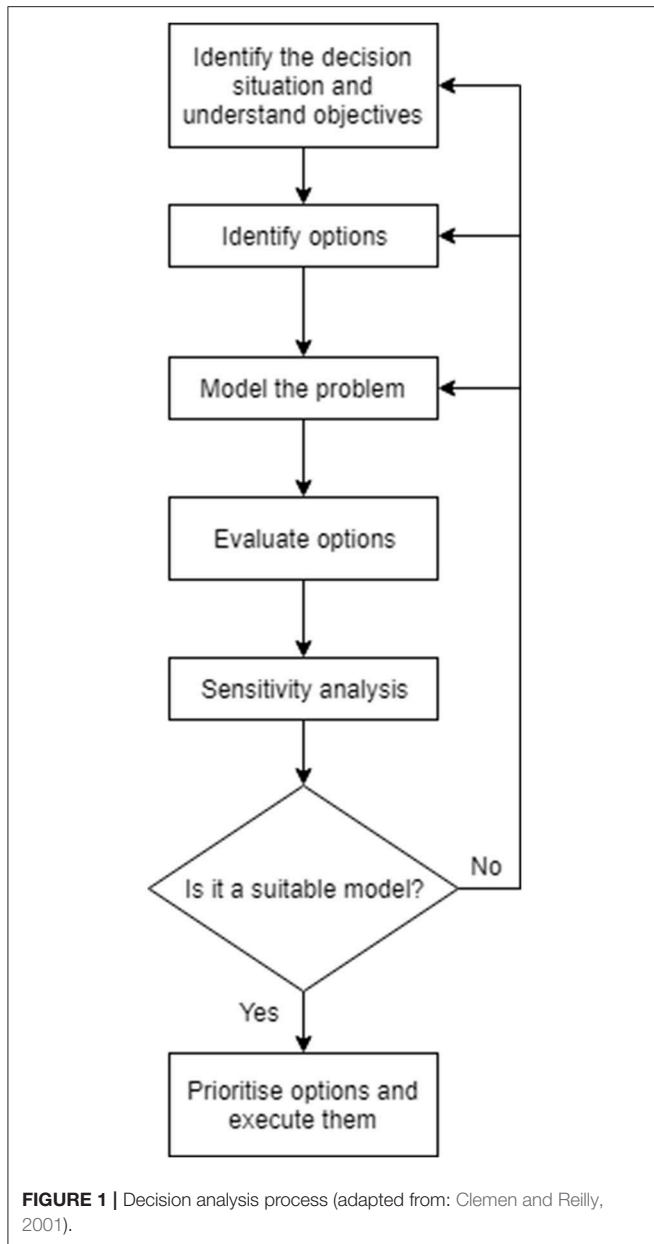 Identify the decision
situation and
understand objectives
Identify options
Model the problem
Evaluate options
Sensitivity analysis
Is it a suitable model?
No
Yes
Prioritise options and
execute them
FIGURE 1 | Decision analysis process (adapted from: Clemen and Reilly,
2001).